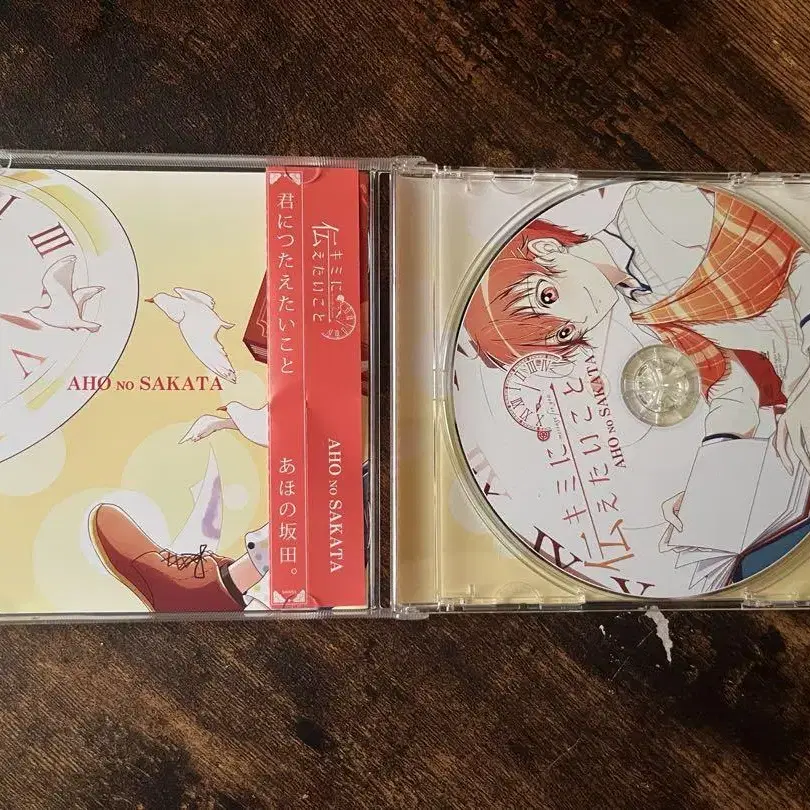 III
V
AHO NO SAKATA
君につたえたいこと
あほの坂田。
キミに
伝えたいこと
AHO NO SAKATA
キミに
伝えたいこと
AHO NO SAKATA